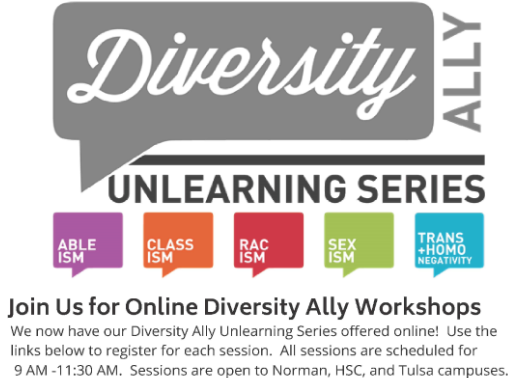 Diversity
ALLY
UNLEARNING SERIES
ABLE
ISM
CLASS
ISM
RAC
ISM
SEX
ISM
TRANS
+HOMO
NEGATIVITY
Join Us for Online Diversity Ally Workshops
We now have our Diversity Ally Unlearning Series offered online!  Use the
links below to register for each session.  All sessions are scheduled for
9 AM -11:30 AM.  Sessions are open to Norman, HSC, and Tulsa campuses.